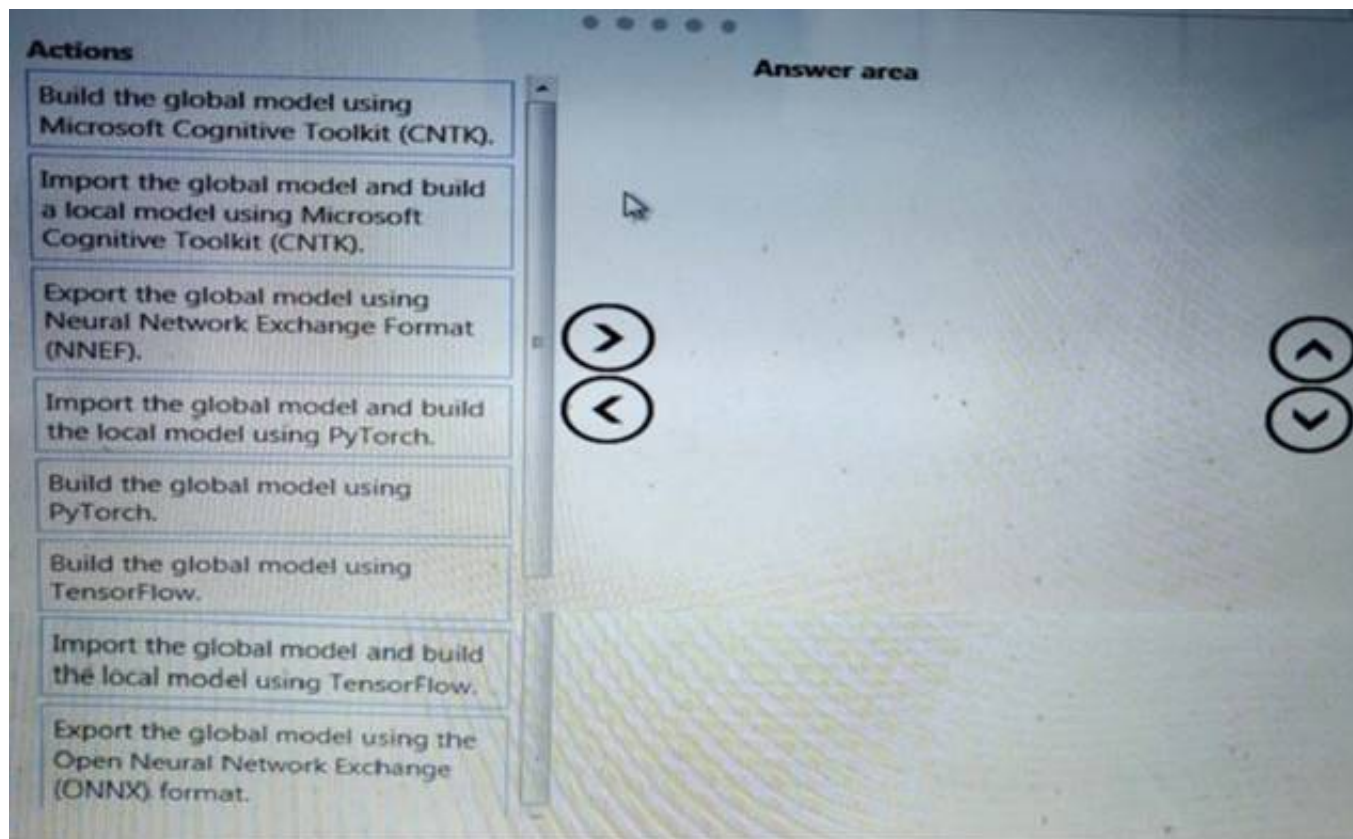 Actions
Answer area
Build the global model using
Microsoft Cognitive Toolkit (CNTK).
Import the global model and build
a local model using Microsoft
Cognitive Toolkit (CNTK).
Export the global model using
Neural Network Exchange Format
(NNEF).
Import the global model and build
the local model using PyTorch.
Build the global model using
PyTorch.
Build the global model using
TensorFlow.
Import the global model and build
the local model using TensorFlow.
Export the global model using the
Open Neural Network Exchange
(ONNX) format.